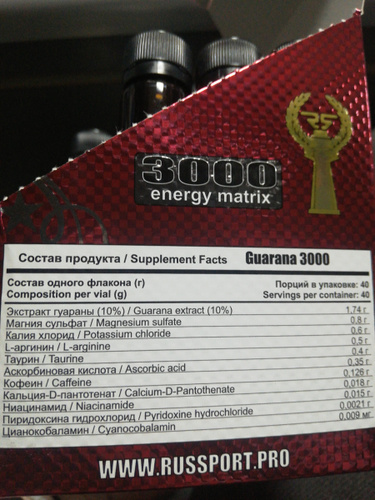 RS
3000
energy matrix
Состав продукта / Supplement Facts Guarana 3000
Состав одного флакона (г) Порций в упаковке: 40
Composition per vial (g) Servings per container: 40
Экстракт гуараны (10%) / Guarana extract (10%) 1,74 г
Магния сульфат / Magnesium sulfate 0,8 г
Калия хлорид / Potassium chloride 0,6 г
L-аргинин / L-arginine 0,5 г
Таурин / Taurine 0,4 г
Аскорбиновая кислота / Ascorbic acid 0,35 г
Кофеин / Caffeine 0,126 г
Кальция-D-пантотенат / Calcium-D-Pantothenate 0,018 г
Ниацинамид / Niacinamide 0,015 г
Пиридоксина гидрохлорид / Pyridoxine hydrochloride 0,0021 г
Цианокобаламин / Cyanocobalamin 0,009 мг
WWW.RUSSPORT.PRO